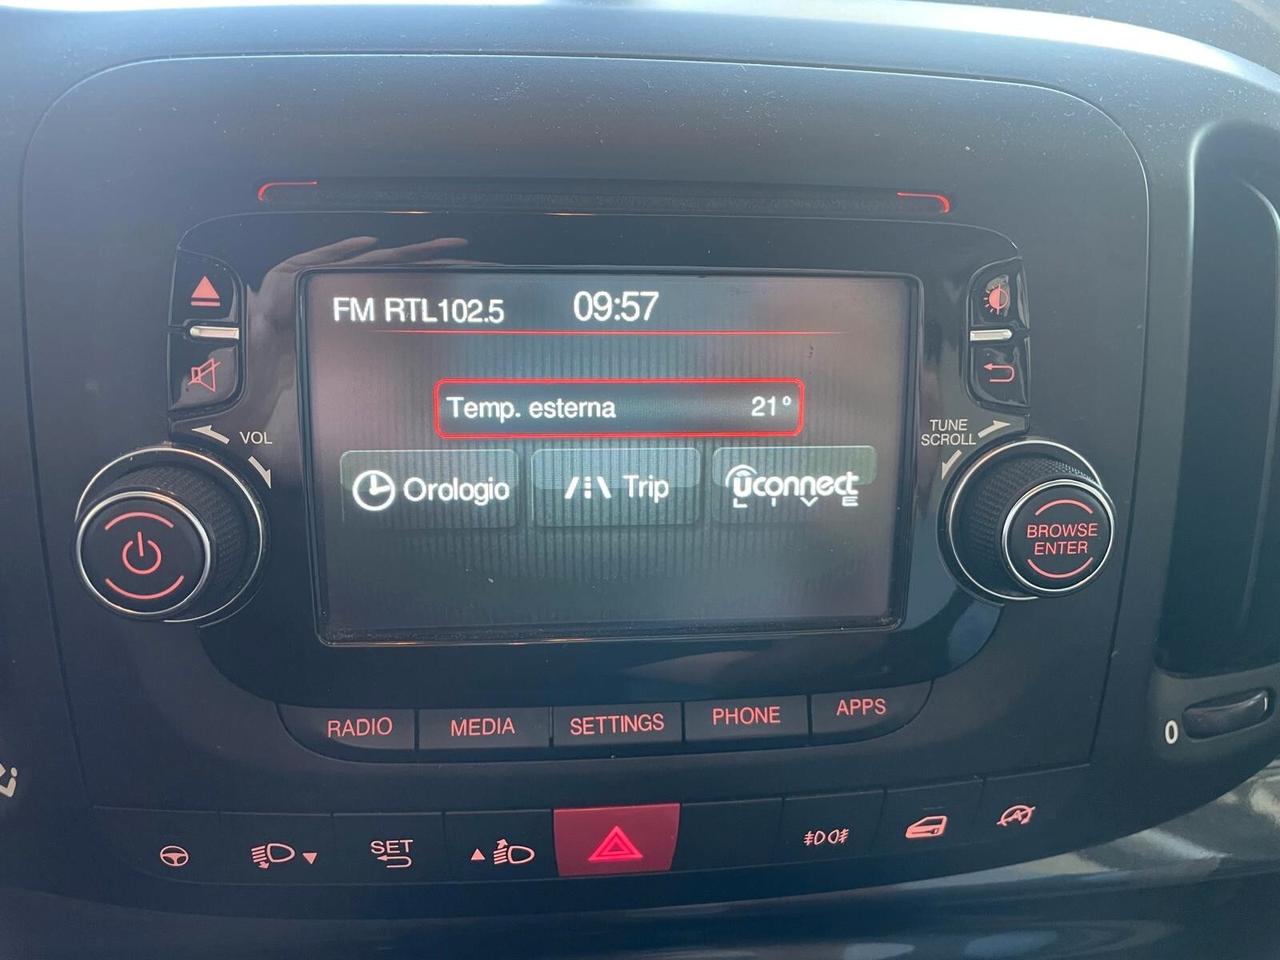 FM RTL102.5 09:57
Temp. esterna 21°
Orologio Trip uconnect
LIVE
VOL
TUNE
SCROLL
BROWSE
ENTER
RADIO MEDIA SETTINGS PHONE APPS
0
SET